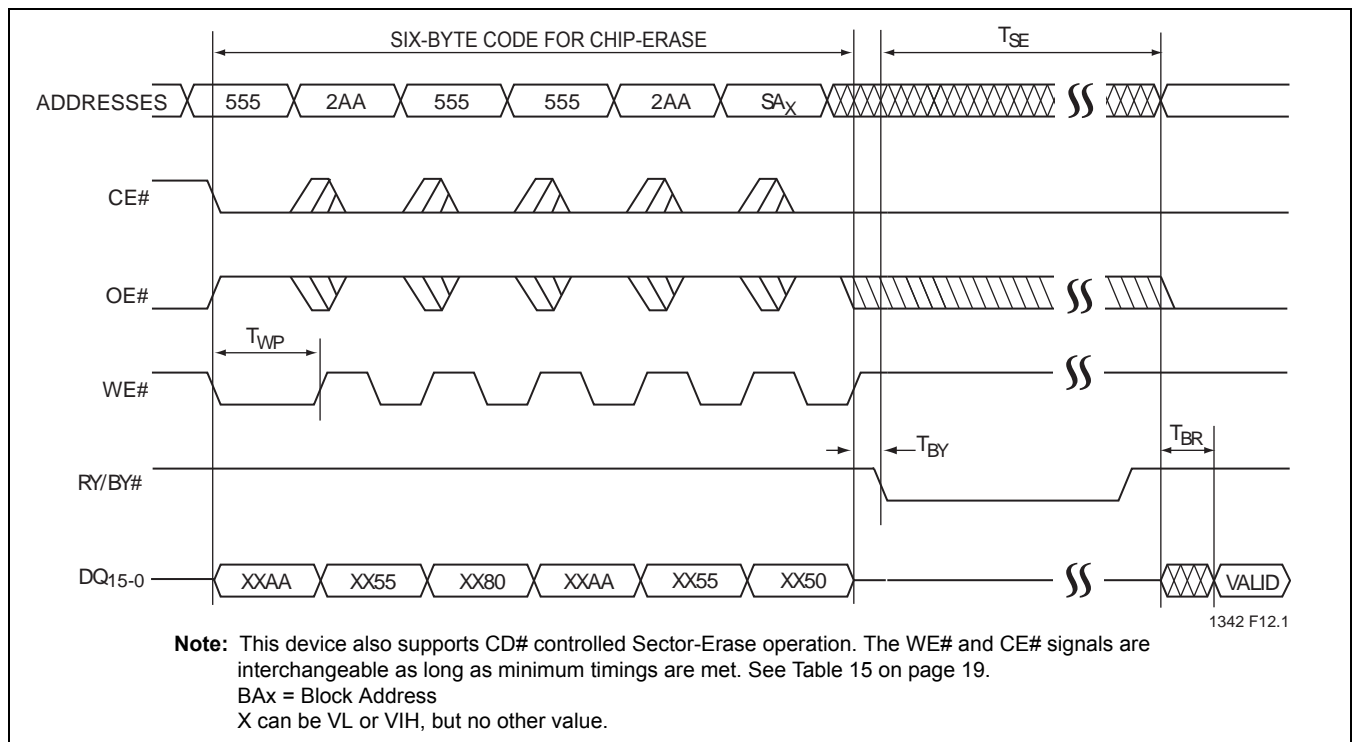 SIX-BYTE CODE FOR CHIP-ERASE
TSE
ADDRESSES 555 2AA 555 555 2AA SAX
CE#
OE#
TWP
WE#
TBY
TBR
RY/BY#
DQ15-0 XXAA XX55 XX80 XXAA XX55 XX50 VALID
1342 F12.1
Note: This device also supports CD# controlled Sector-Erase operation. The WE# and CE# signals are
interchangeable as long as minimum timings are met. See Table 15 on page 19.
BAx = Block Address
X can be VL or VIH, but no other value.